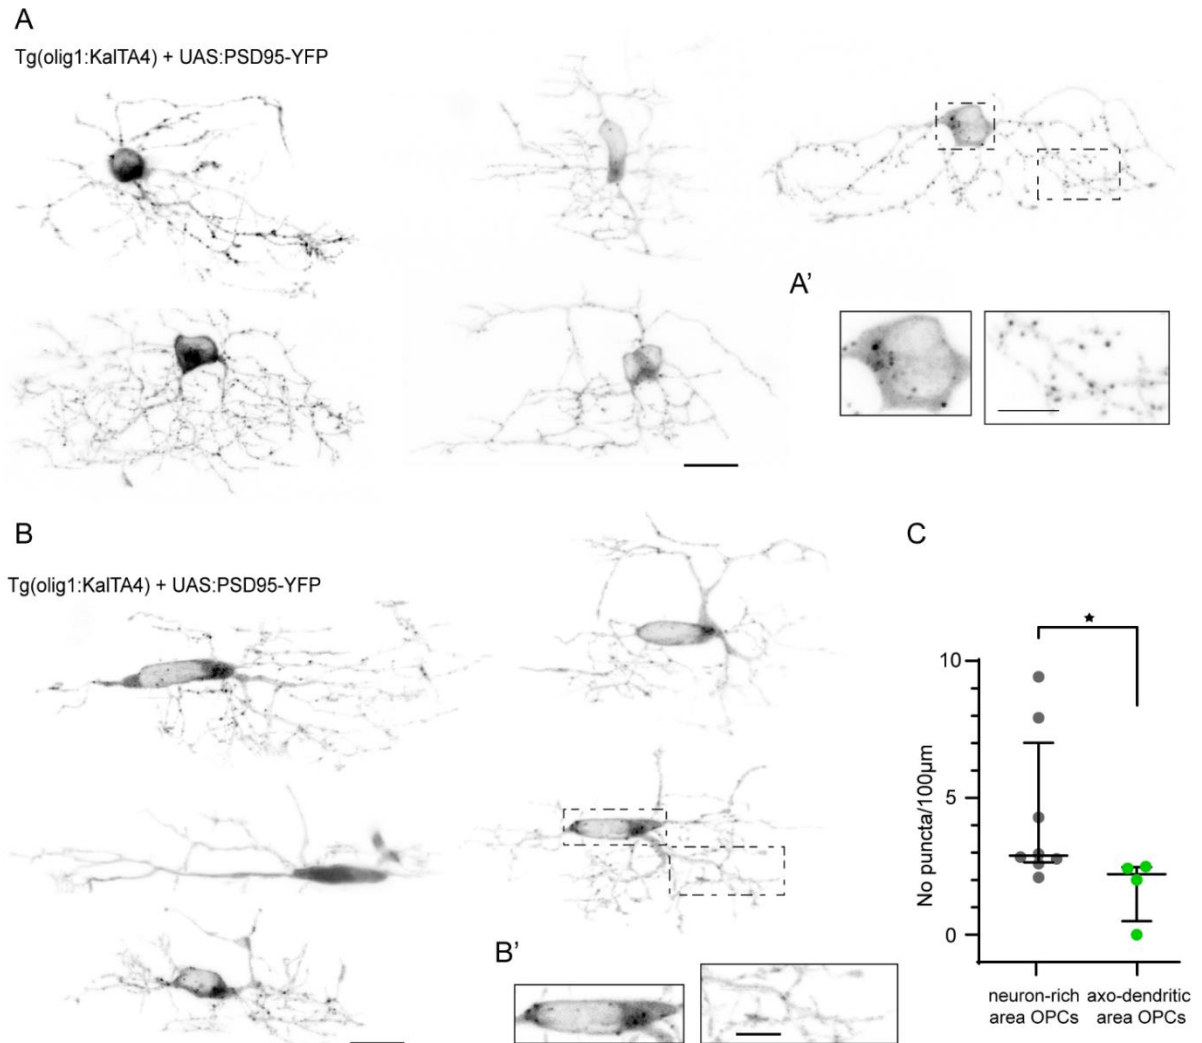 A
Tg(olig1:KalTA4) + UAS:PSD95-YFP
A'
B
Tg(olig1:KalTA4) + UAS:PSD95-YFP
B'
C
★
No puncta/100µm
10
5
0
neuron-rich
area OPCs
axo-dendritic
area OPCs